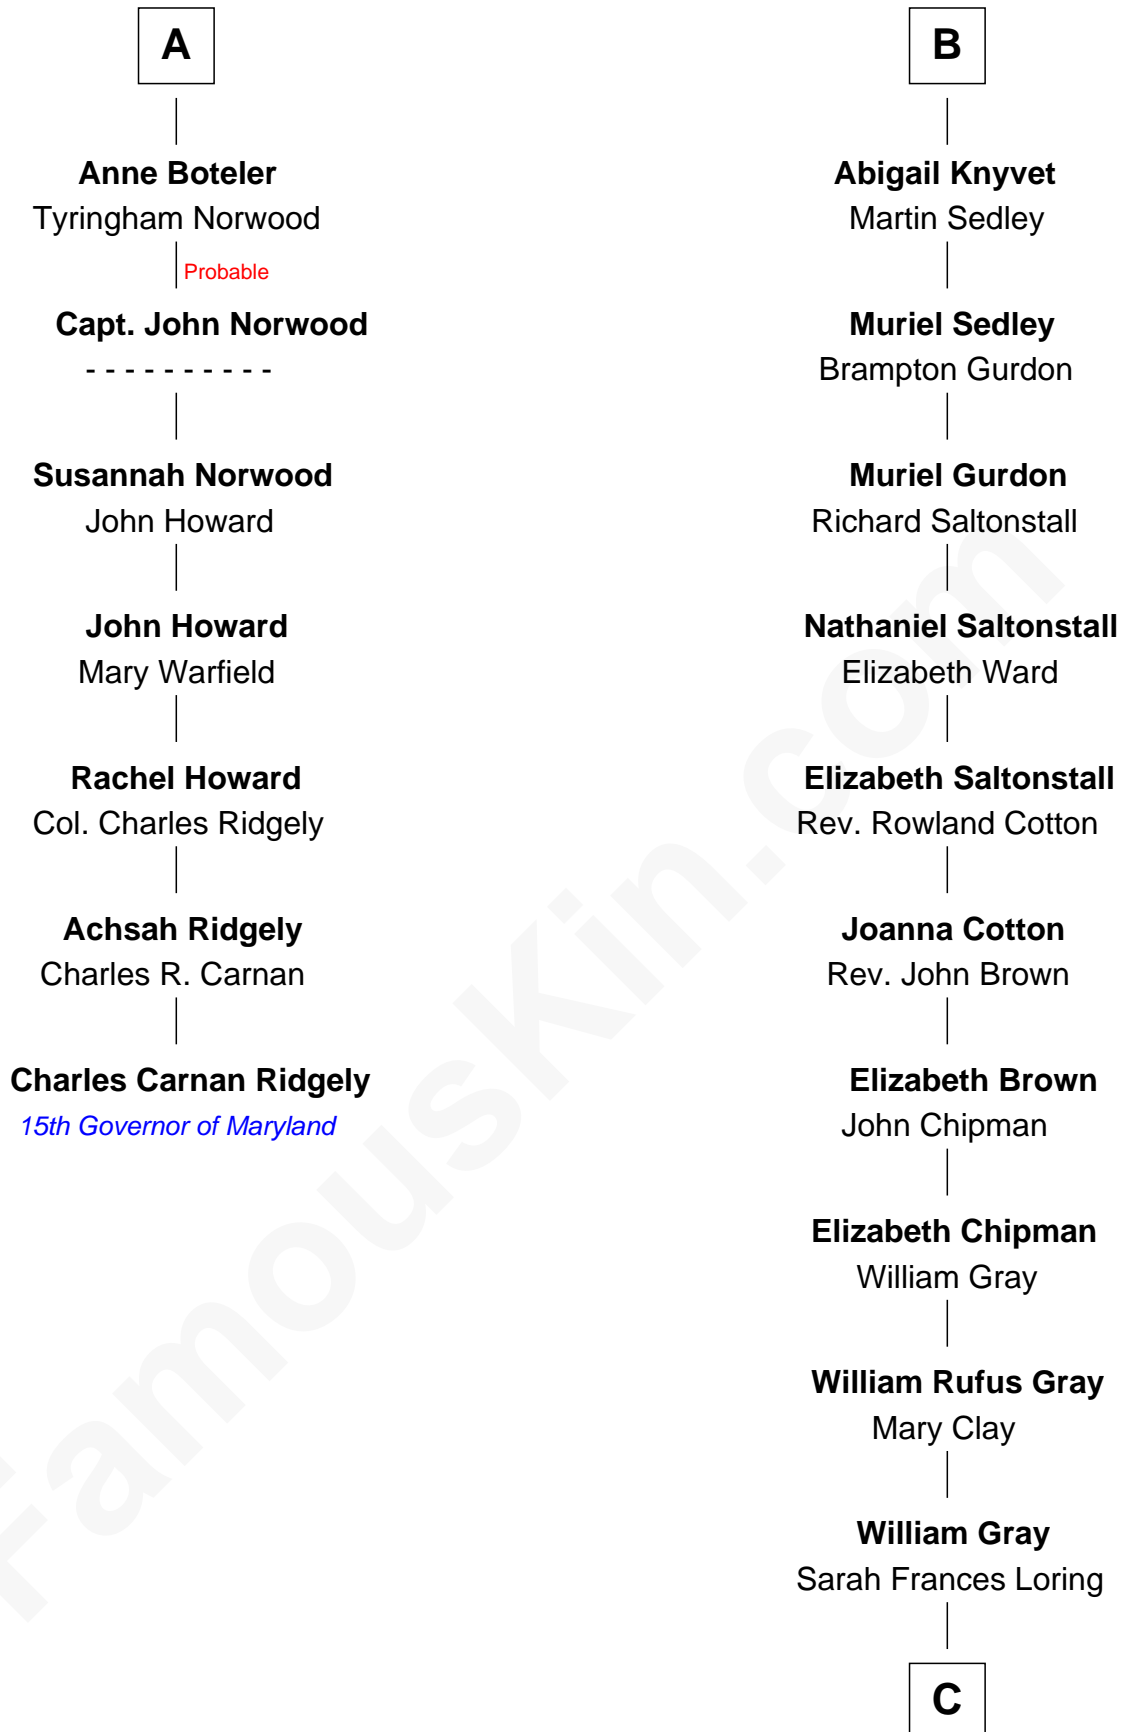 A
Anne Boteler
Tyringham Norwood
Probable
Capt. John Norwood
- - - - - - - - - -
Susannah Norwood
John Howard
John Howard
Mary Warfield
Rachel Howard
Col. Charles Ridgely
Achsah Ridgely
Charles R. Carnan
Charles Carnan Ridgely
15th Governor of Maryland
B
Abigail Knyvet
Martin Sedley
Muriel Sedley
Brampton Gurdon
Muriel Gurdon
Richard Saltonstall
Nathaniel Saltonstall
Elizabeth Ward
Elizabeth Saltonstall
Rev. Rowland Cotton
Joanna Cotton
Rev. John Brown
Elizabeth Brown
John Chipman
Elizabeth Chipman
William Gray
William Rufus Gray
Mary Clay
William Gray
Sarah Frances Loring
C
FamousKin.com